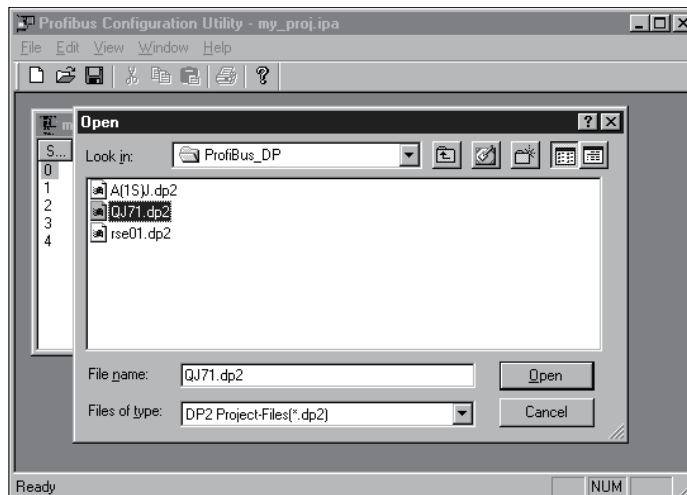 Profibus Configuration Utility - my_proj.ipa
File Edit View Window Help
m
Open
S...
0
1
2
3
4
Look in: ProfiBus_DP
A(1S)J.dp2
QJ71.dp2
rse01.dp2
File name: QJ71.dp2 Open
Files of type: DP2 Project-Files(*.dp2) Cancel
Ready NUM